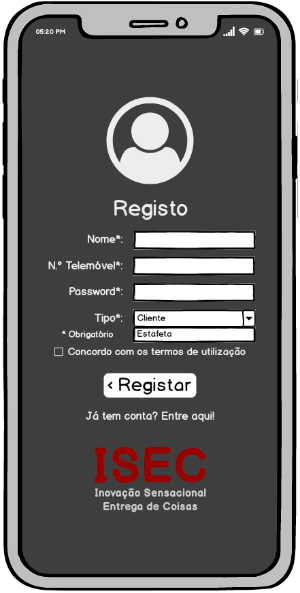 05:20 PM
Registo
Nome*:
N.º Telemóvel*:
Password*:
Tipo*:
Cliente
* Obrigatório
Estafeta
Concordo com os termos de utilização
< Registar
Já tem conta? Entre aqui!
ISEC
Inovação Sensacional
Entrega de Coisas